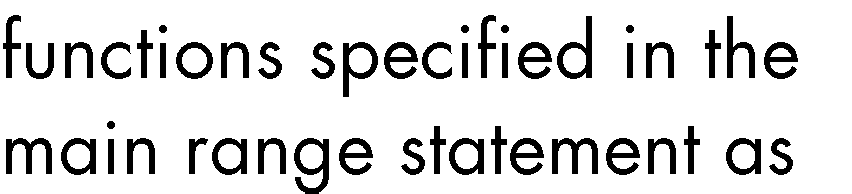 functions specified in the
main range statement as